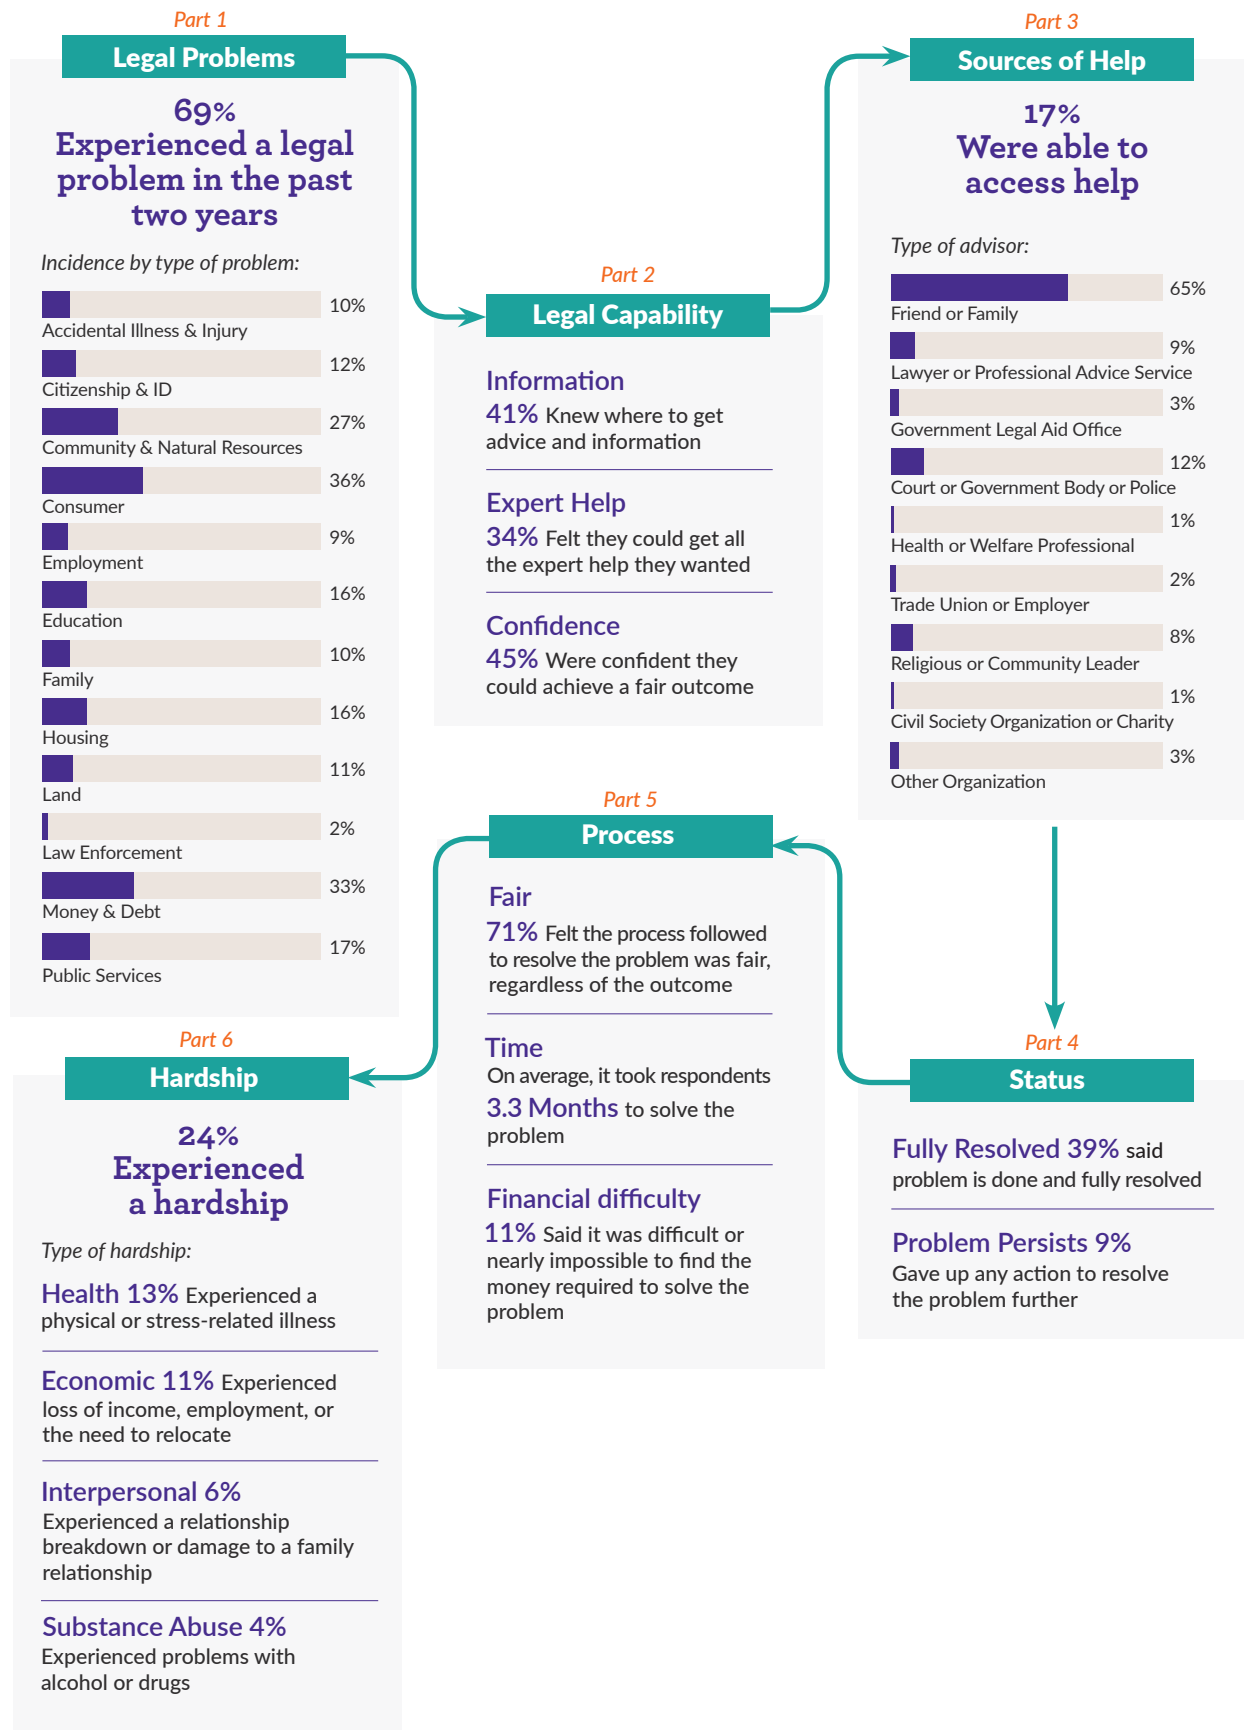 Part 1
Legal Problems
69%
Experienced a legal
problem in the past
two years
Incidence by type of problem:
10%
Accidental Illness & Injury
12%
Citizenship & ID
27%
Community & Natural Resources
36%
Consumer
9%
Employment
16%
Education
10%
Family
16%
Housing
11%
Land
2%
Law Enforcement
33%
Money & Debt
17%
Public Services
Part 2
Legal Capability
Information
41% Knew where to get
advice and information
Expert Help
34% Felt they could get all
the expert help they wanted
Confidence
45% Were confident they
could achieve a fair outcome
Part 3
Sources of Help
17%
Were able to
access help
Type of advisor:
65%
Friend or Family
9%
Lawyer or Professional Advice Service
3%
Government Legal Aid Office
12%
Court or Government Body or Police
1%
Health or Welfare Professional
2%
Trade Union or Employer
8%
Religious or Community Leader
1%
Civil Society Organization or Charity
3%
Other Organization
Part 4
Status
Fully Resolved 39% said
problem is done and fully resolved
Problem Persists 9%
Gave up any action to resolve
the problem further
Part 5
Process
Fair
71% Felt the process followed
to resolve the problem was fair,
regardless of the outcome
Time
On average, it took respondents
3.3 Months to solve the
problem
Financial difficulty
11% Said it was difficult or
nearly impossible to find the
money required to solve the
problem
Part 6
Hardship
24%
Experienced
a hardship
Type of hardship:
Health 13% Experienced a
physical or stress-related illness
Economic 11% Experienced
loss of income, employment, or
the need to relocate
Interpersonal 6%
Experienced a relationship
breakdown or damage to a family
relationship
Substance Abuse 4%
Experienced problems with
alcohol or drugs